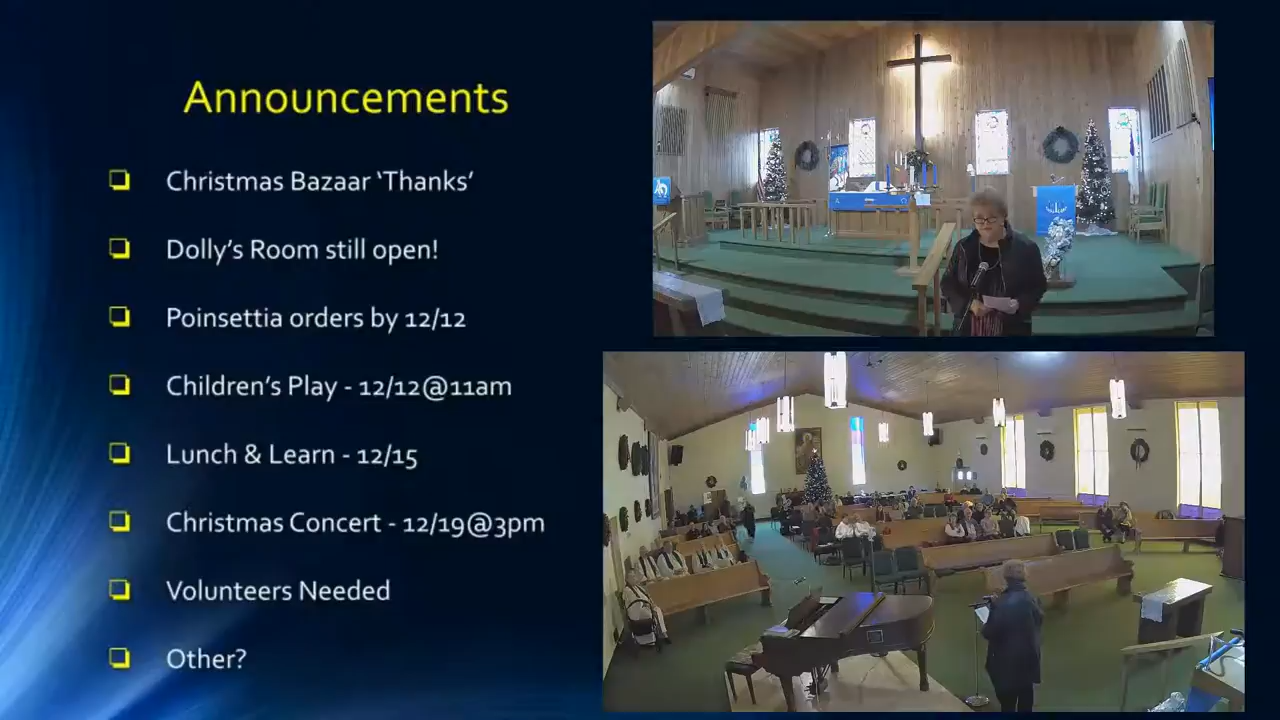 Announcements
Christmas Bazaar ‘Thanks’
Dolly’s Room still open!
Poinsettia orders by 12/12
Children’s Play - 12/12@11am
Lunch & Learn - 12/15
Christmas Concert - 12/19@3pm
Volunteers Needed
Other?